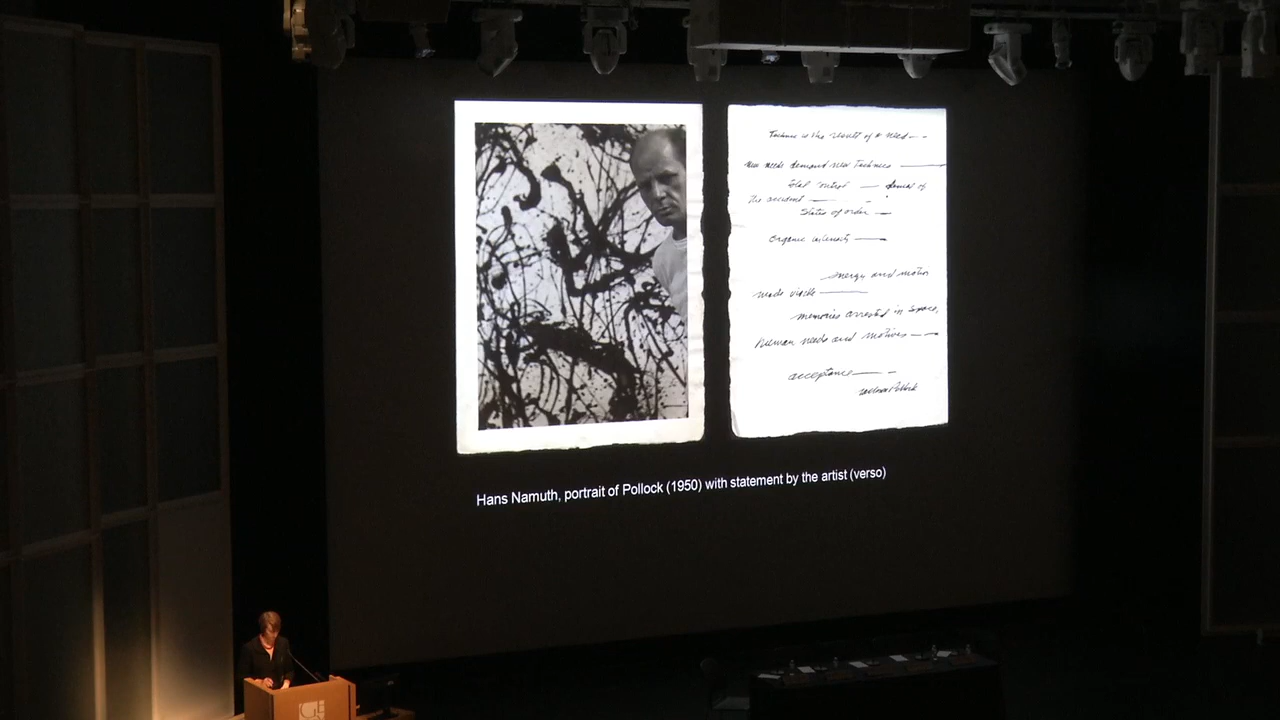 Technic is the result of a need — -
New needs demand new Technics ——
total control — denial of
the accident —— -
States of order —
Organic intensity ——
energy and motion
made visible ——
memories arrested in space,
human needs and motives — -
acceptance —— -
Jackson Pollock
Hans Namuth, portrait of Pollock (1950) with statement by the artist (verso)